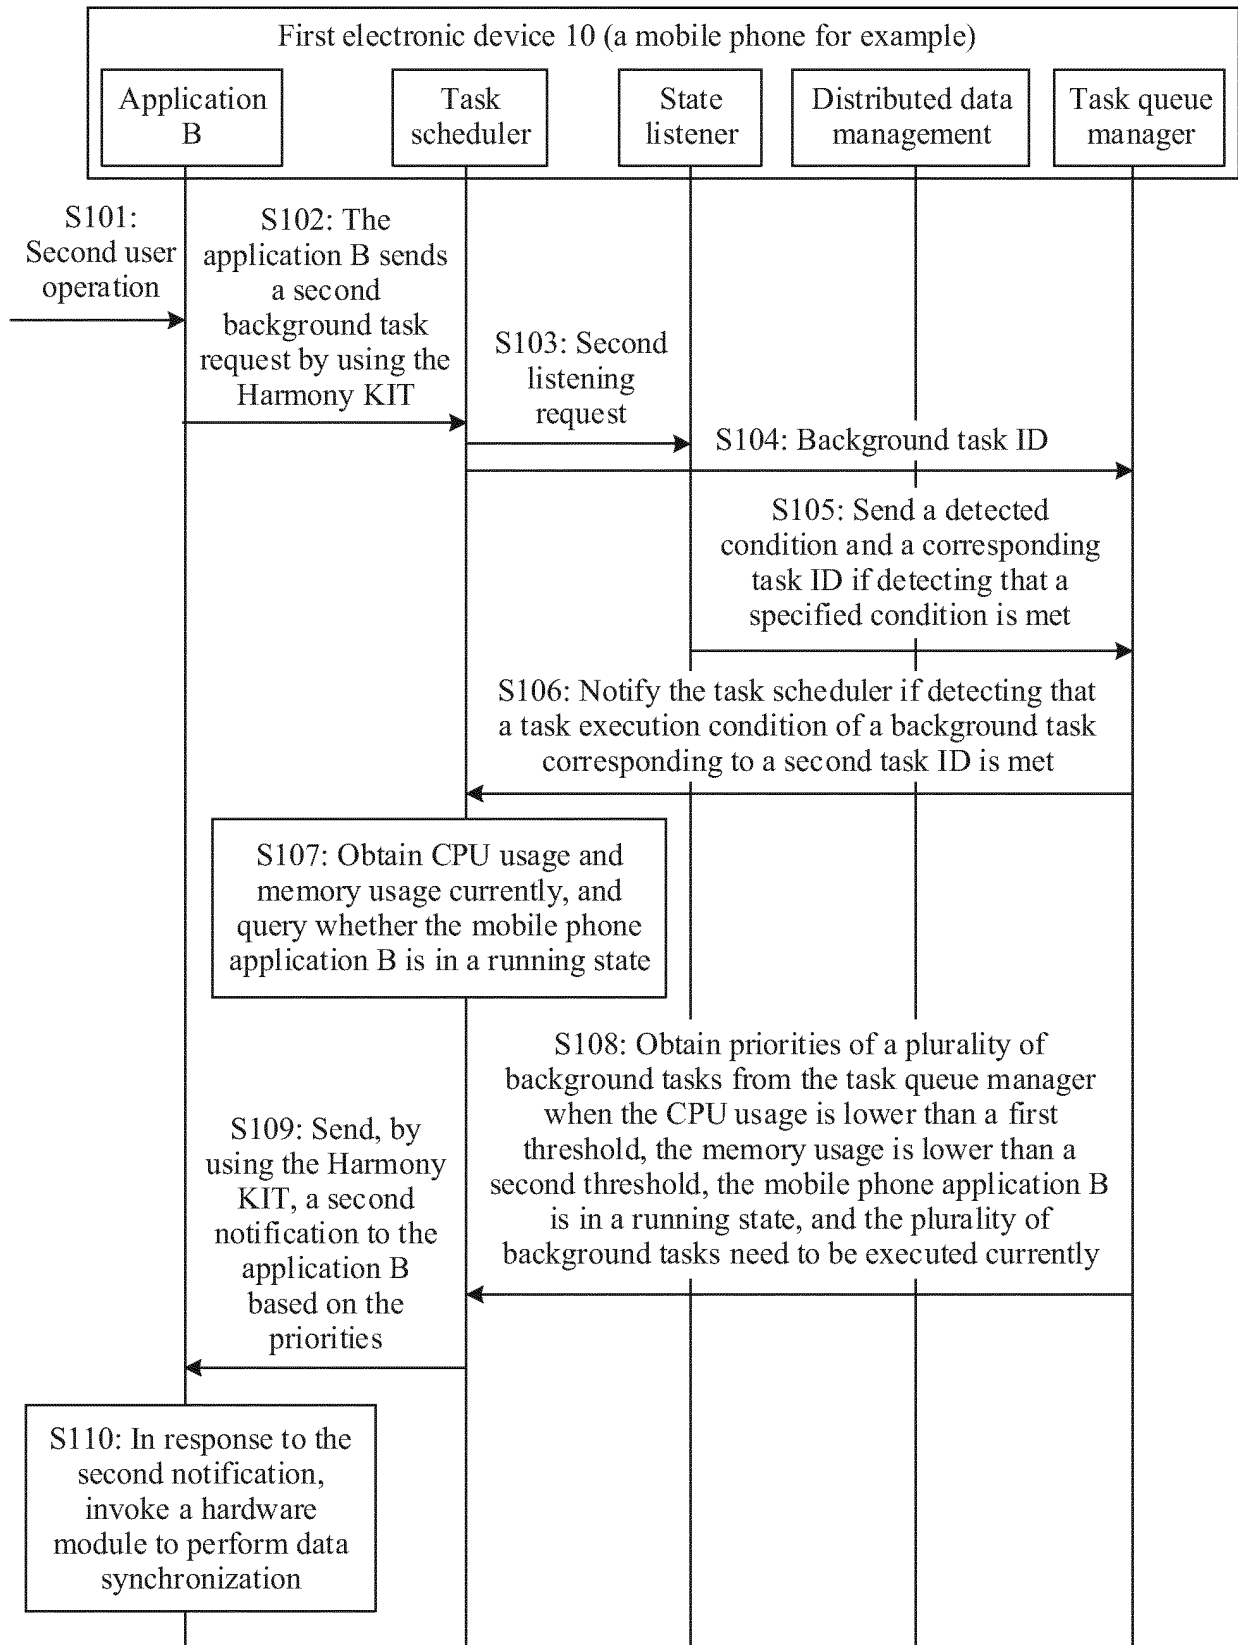 First electronic device 10 (a mobile phone for example)
Application
B
Task
scheduler
State
listener
Distributed data
management
Task queue
manager
S101:
Second user
operation
S102: The
application B sends
a second
background task
request by using the
Harmony KIT
S103: Second
listening
request
S104: Background task ID
S105: Send a detected
condition and a corresponding
task ID if detecting that a
specified condition is met
S106: Notify the task scheduler if detecting that
a task execution condition of a background task
corresponding to a second task ID is met
S107: Obtain CPU usage and
memory usage currently, and
query whether the mobile phone
application B is in a running state
S108: Obtain priorities of a plurality of
background tasks from the task queue manager
when the CPU usage is lower than a first
threshold, the memory usage is lower than a
second threshold, the mobile phone application B
is in a running state, and the plurality of
background tasks need to be executed currently
S109: Send, by
using the Harmony
KIT, a second
notification to the
application B
based on the
priorities
S110: In response to the
second notification,
invoke a hardware
module to perform data
synchronization